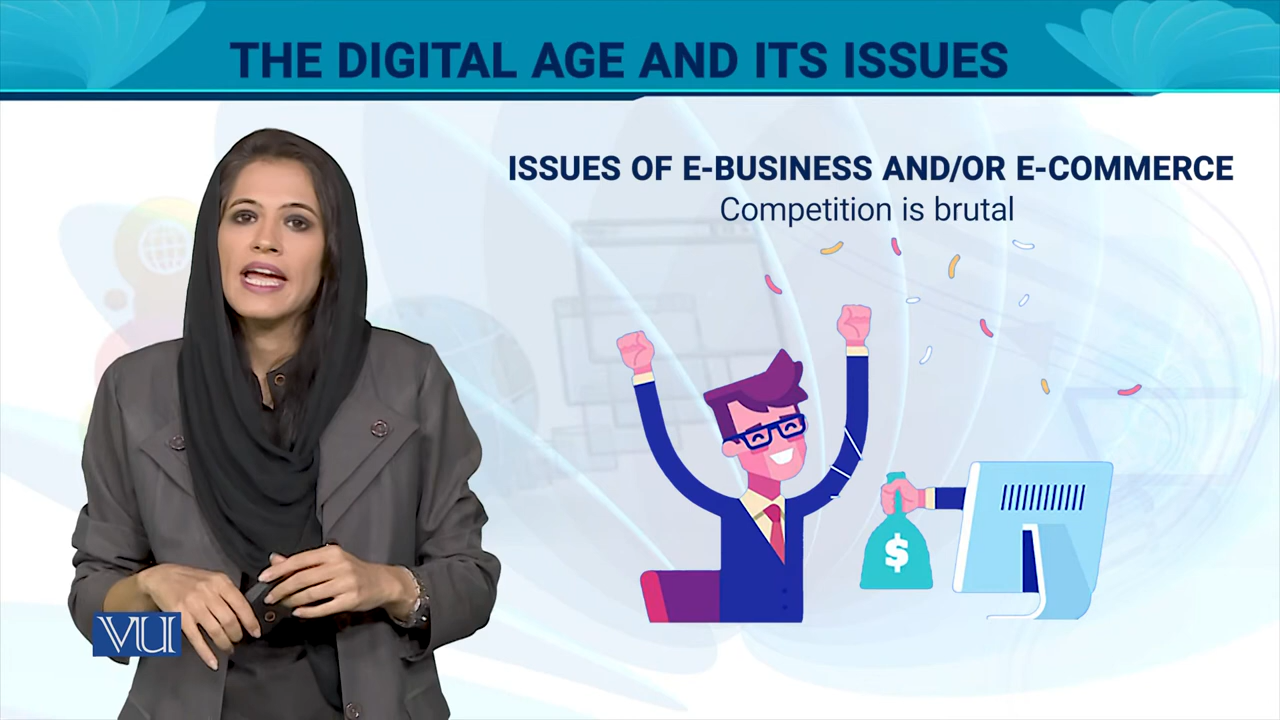 THE DIGITAL AGE AND ITS ISSUES
ISSUES OF E-BUSINESS AND/OR E-COMMERCE
Competition is brutal
$
VU